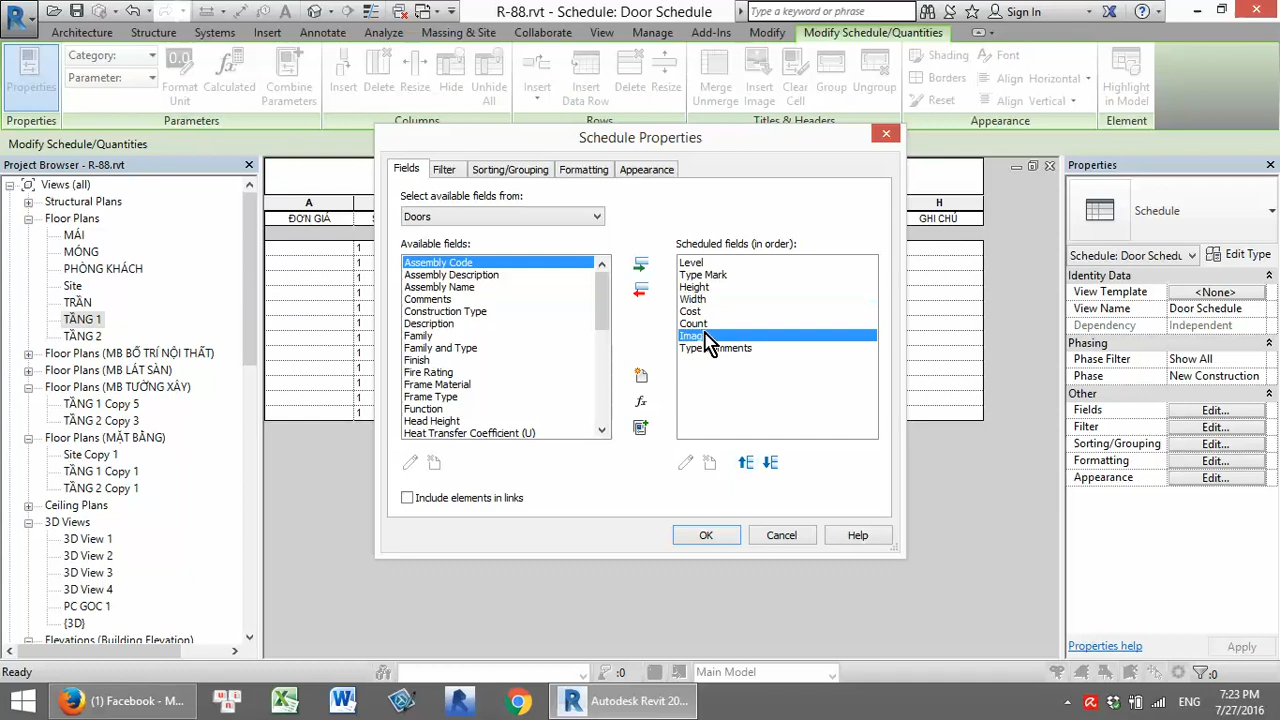 R-88.rvt - Schedule: Door Schedule
Type a keyword or phrase
Sign In
Architecture Structure Systems Insert Annotate Analyze Massing & Site Collaborate View Manage Add-Ins Modify Modify Schedule/Quantities
Properties
Category:
Parameter:
Format Unit
Calculated
Combine Parameters
Insert Delete Resize Hide Unhide All
Insert Insert Data Row Delete Resize
Merge Unmerge Insert Image Clear Cell Group Ungroup
Shading
Borders
Reset
Font
Align Horizontal
Align Vertical
Highlight in Model
Properties Parameters Columns Rows Titles & Headers Appearance Element
Modify Schedule/Quantities
Project Browser - R-88.rvt
Views (all)
Structural Plans
Floor Plans
MÁI
MÓNG
PHÒNG KHÁCH
Site
TRẦN
TẦNG 1
TẦNG 2
Floor Plans (MB BỐ TRÍ NỘI THẤT)
Floor Plans (MB LÁT SÀN)
Floor Plans (MB TƯỜNG XÂY)
TẦNG 1 Copy 5
TẦNG 2 Copy 3
Floor Plans (MẶT BẰNG)
Site Copy 1
TẦNG 1 Copy 1
TẦNG 2 Copy 1
Ceiling Plans
3D Views
3D View 1
3D View 2
3D View 3
3D View 4
PC GOC 1
{3D}
Elevations (Building Elevation)
A
ĐƠN GIÁ
1
1
1
1
1
1
1
1
1
1
1
H
GHI CHÚ
Schedule Properties
Fields Filter Sorting/Grouping Formatting Appearance
Select available fields from:
Doors
Available fields:
Assembly Code
Assembly Description
Assembly Name
Comments
Construction Type
Description
Family
Family and Type
Finish
Fire Rating
Frame Material
Frame Type
Function
Head Height
Heat Transfer Coefficient (U)
Scheduled fields (in order):
Level
Type Mark
Height
Width
Cost
Count
Include elements in links
OK Cancel Help
Properties
Schedule
Schedule: Door Schedu
Edit Type
Identity Data
View Template <None>
View Name Door Schedule
Dependency Independent
Phasing
Phase Filter Show All
Phase New Construction
Other
Fields Edit...
Filter Edit...
Sorting/Grouping Edit...
Formatting Edit...
Appearance Edit...
Properties help
Apply
Ready
:0
Main Model
:0
(1) Facebook - M...
Autodesk Revit 20...
ENG
7:23 PM
7/27/2016